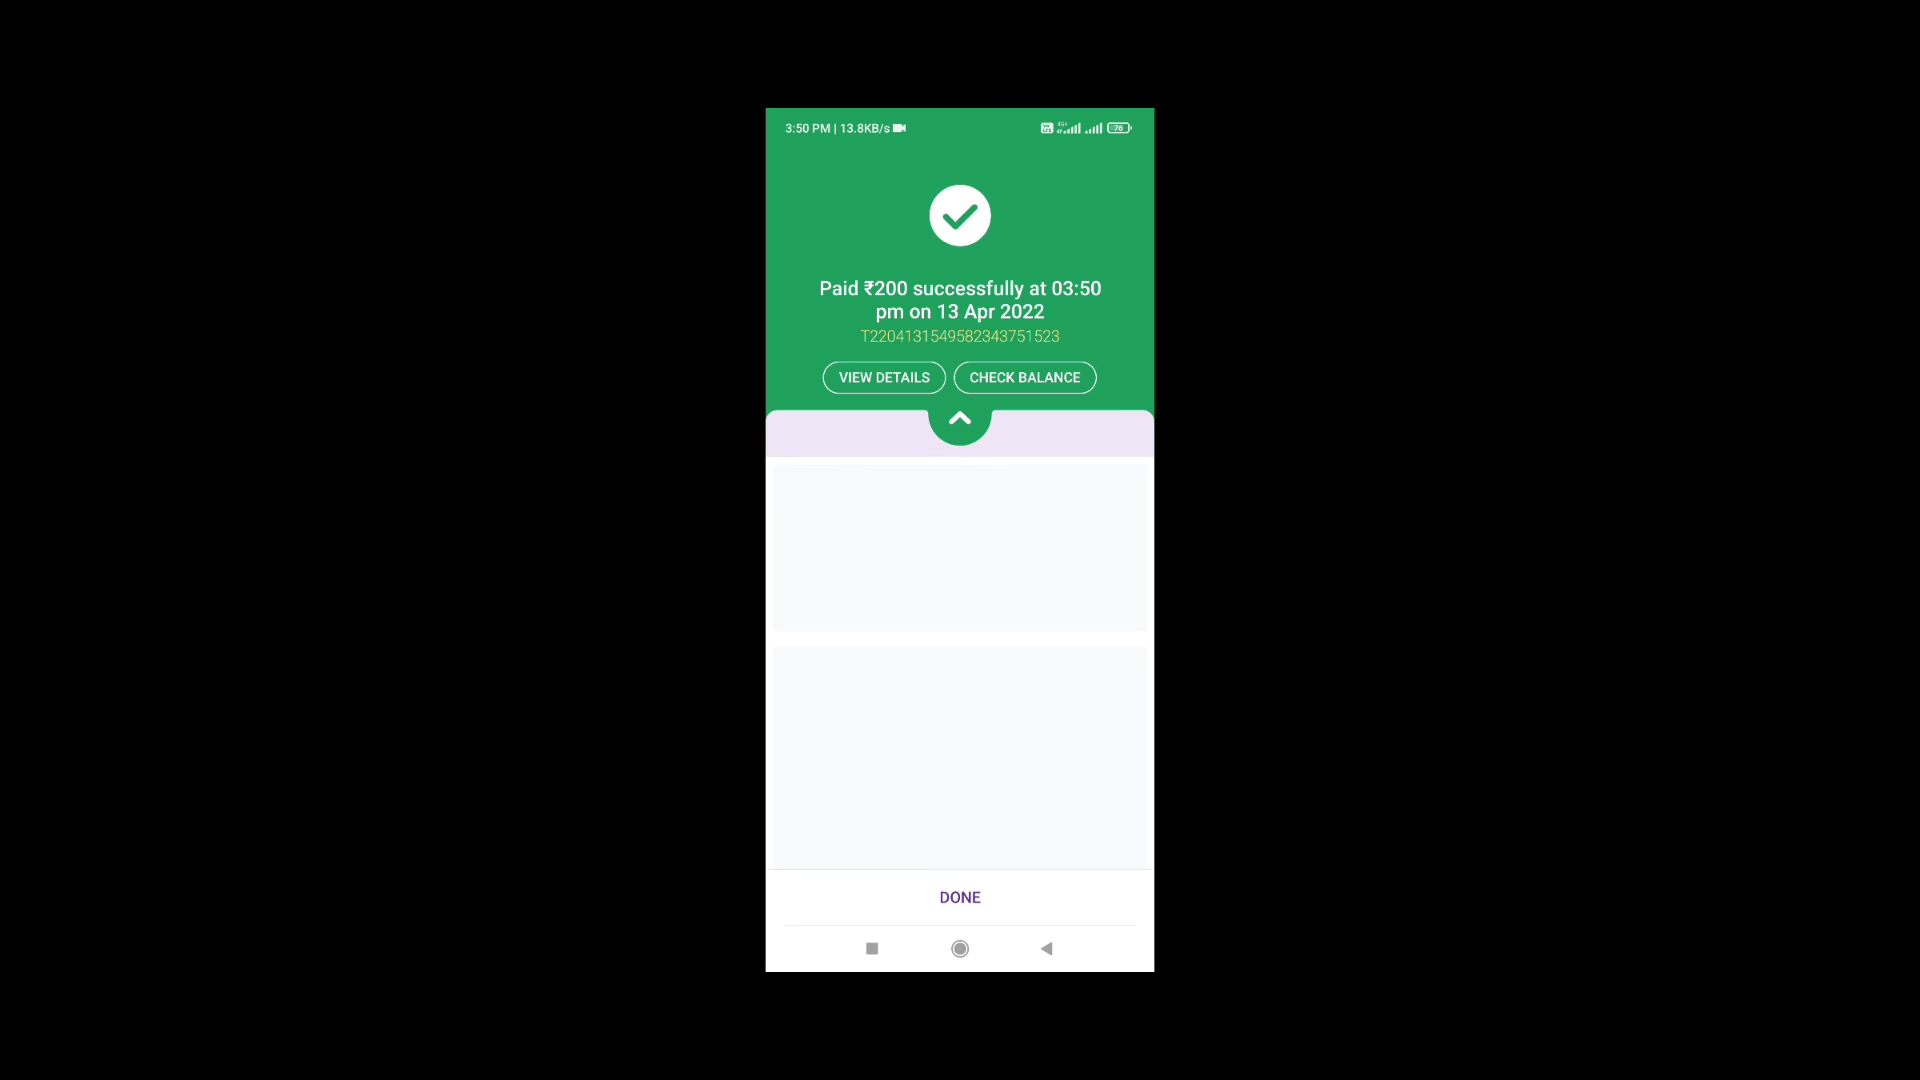 3:50 PM | 13.8KB/s
76
Paid ₹200 successfully at 03:50
pm on 13 Apr 2022
T2204131549582343751523
VIEW DETAILS
CHECK BALANCE
DONE